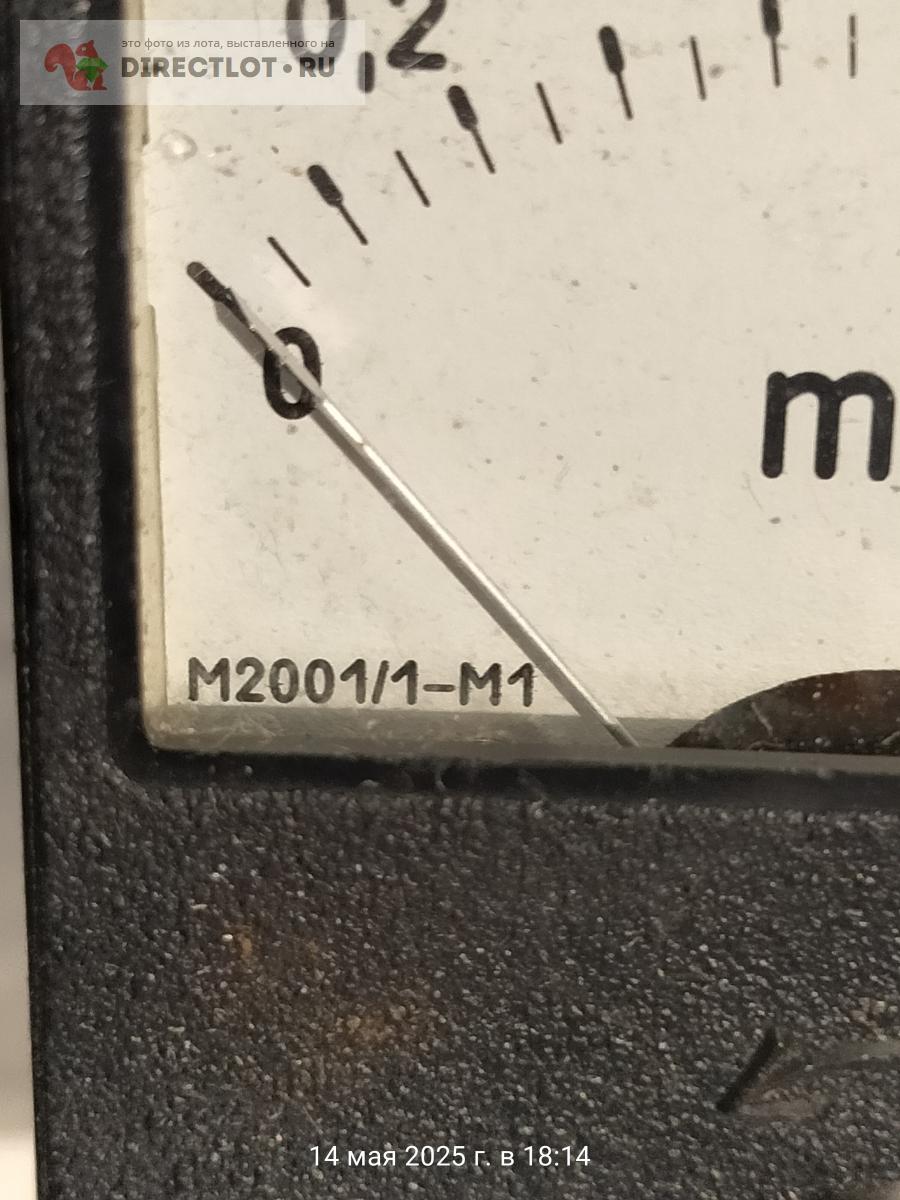 это фото из лота, выставленного на
DIRECTLOT•RU
0,2
0
m
M2001/1–M1
14 мая 2025 г. в 18:14